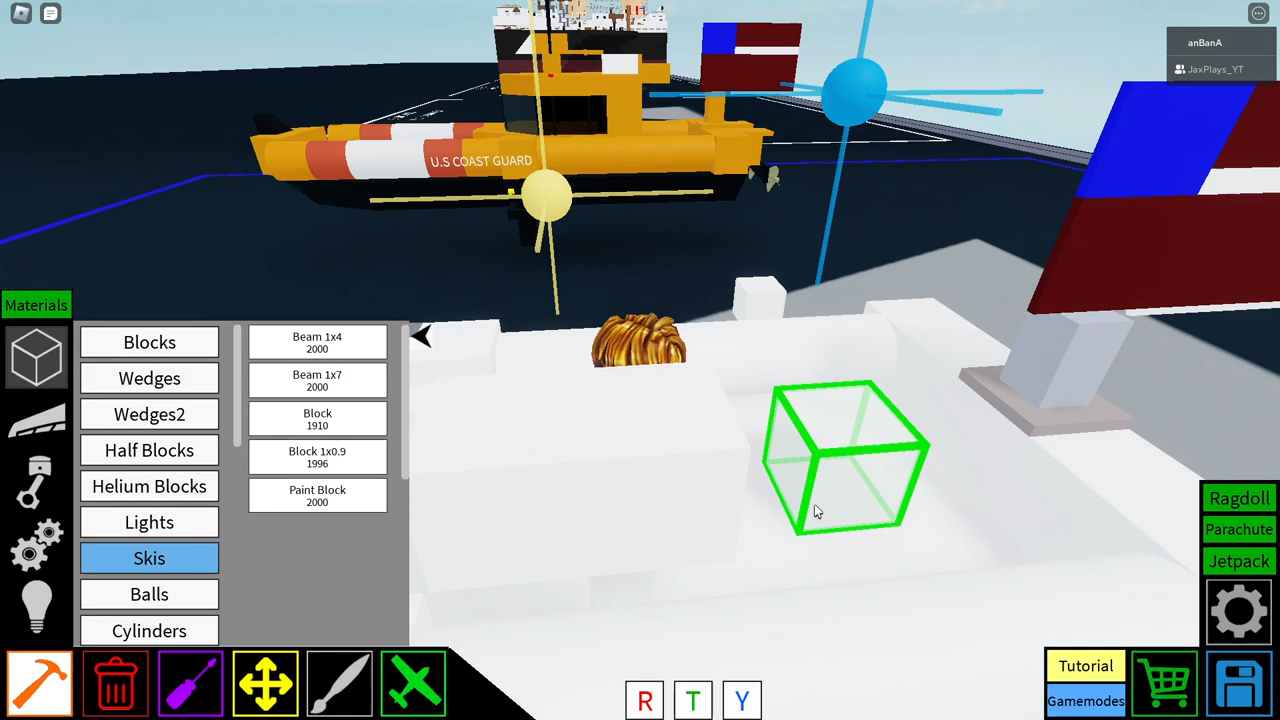 anBanA
JaxPlays_YT
U.S COAST GUARD
Materials
Blocks
Wedges
Wedges2
Half Blocks
Helium Blocks
Lights
Skis
Balls
Cylinders
Beam 1x4
2000
Beam 1x7
2000
Block
1910
Block 1x0.9
1996
Paint Block
2000
Ragdoll
Parachute
Jetpack
Tutorial
Gamemodes
R T Y